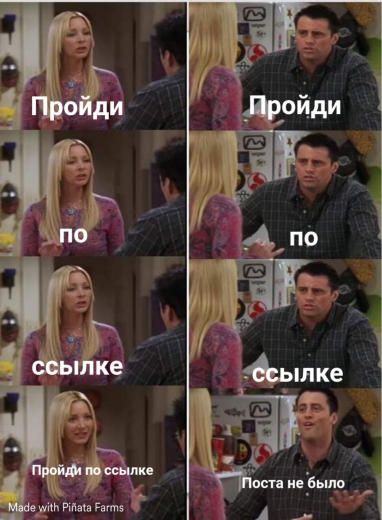 Пройди
Пройди
по
по
ссылке
ссылке
Пройди по ссылке
Поста не было
Made with Piñata Farms